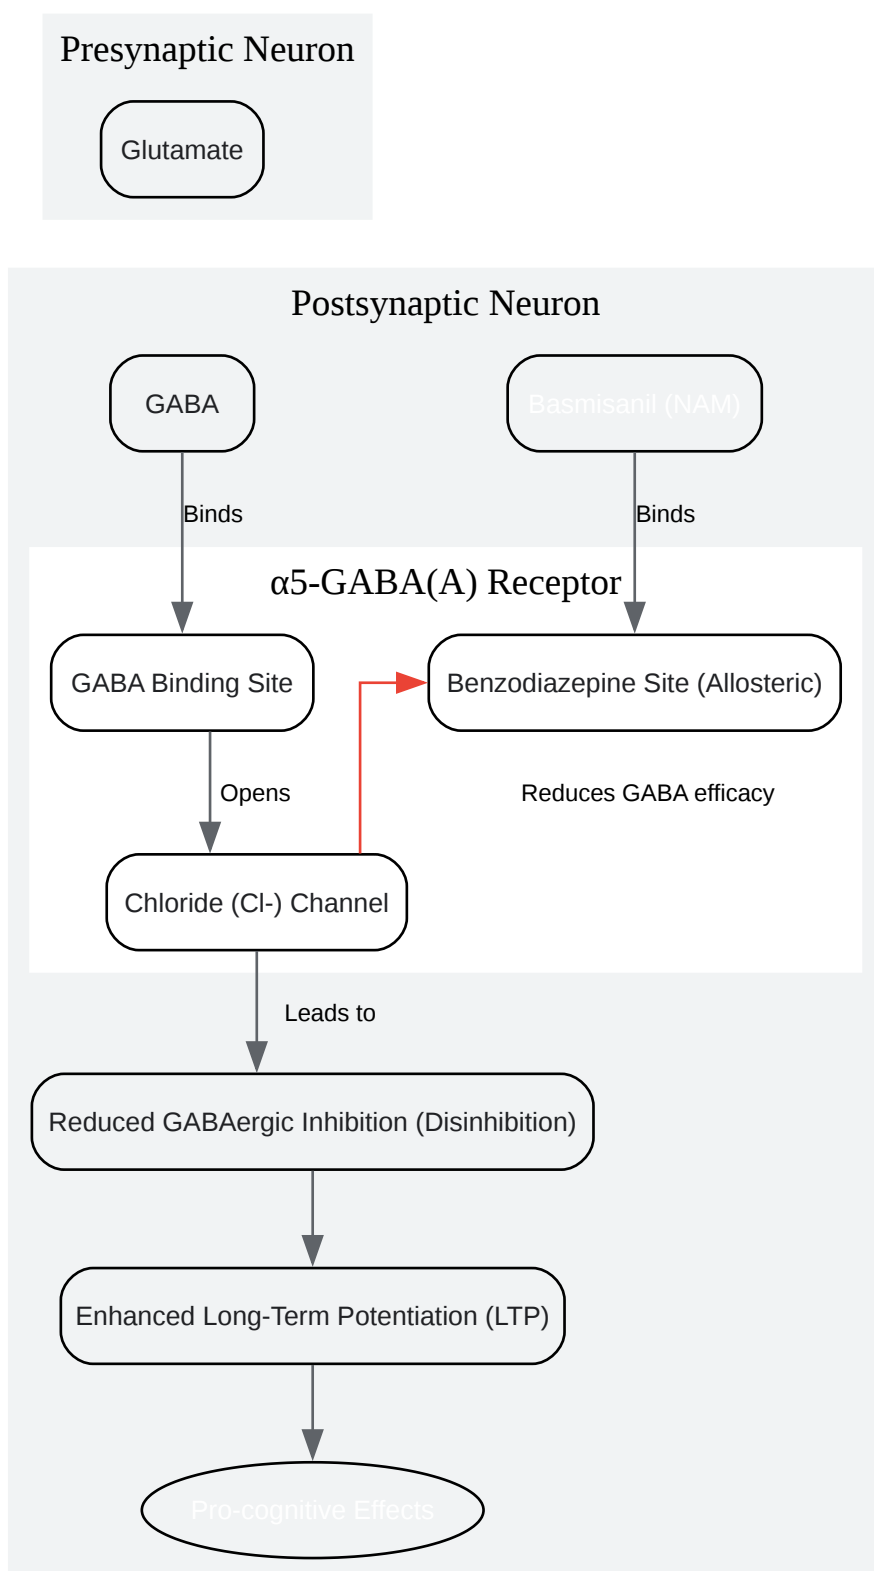 Presynaptic Neuron
Glutamate
Postsynaptic Neuron
GABA
Basmisanil (NAM)
Binds
Binds
α5-GABA(A) Receptor
GABA Binding Site
Benzodiazepine Site (Allosteric)
Opens
Reduces GABA efficacy
Chloride (Cl-) Channel
Leads to
Reduced GABAergic Inhibition (Disinhibition)
Enhanced Long-Term Potentiation (LTP)
Pro-cognitive Effects